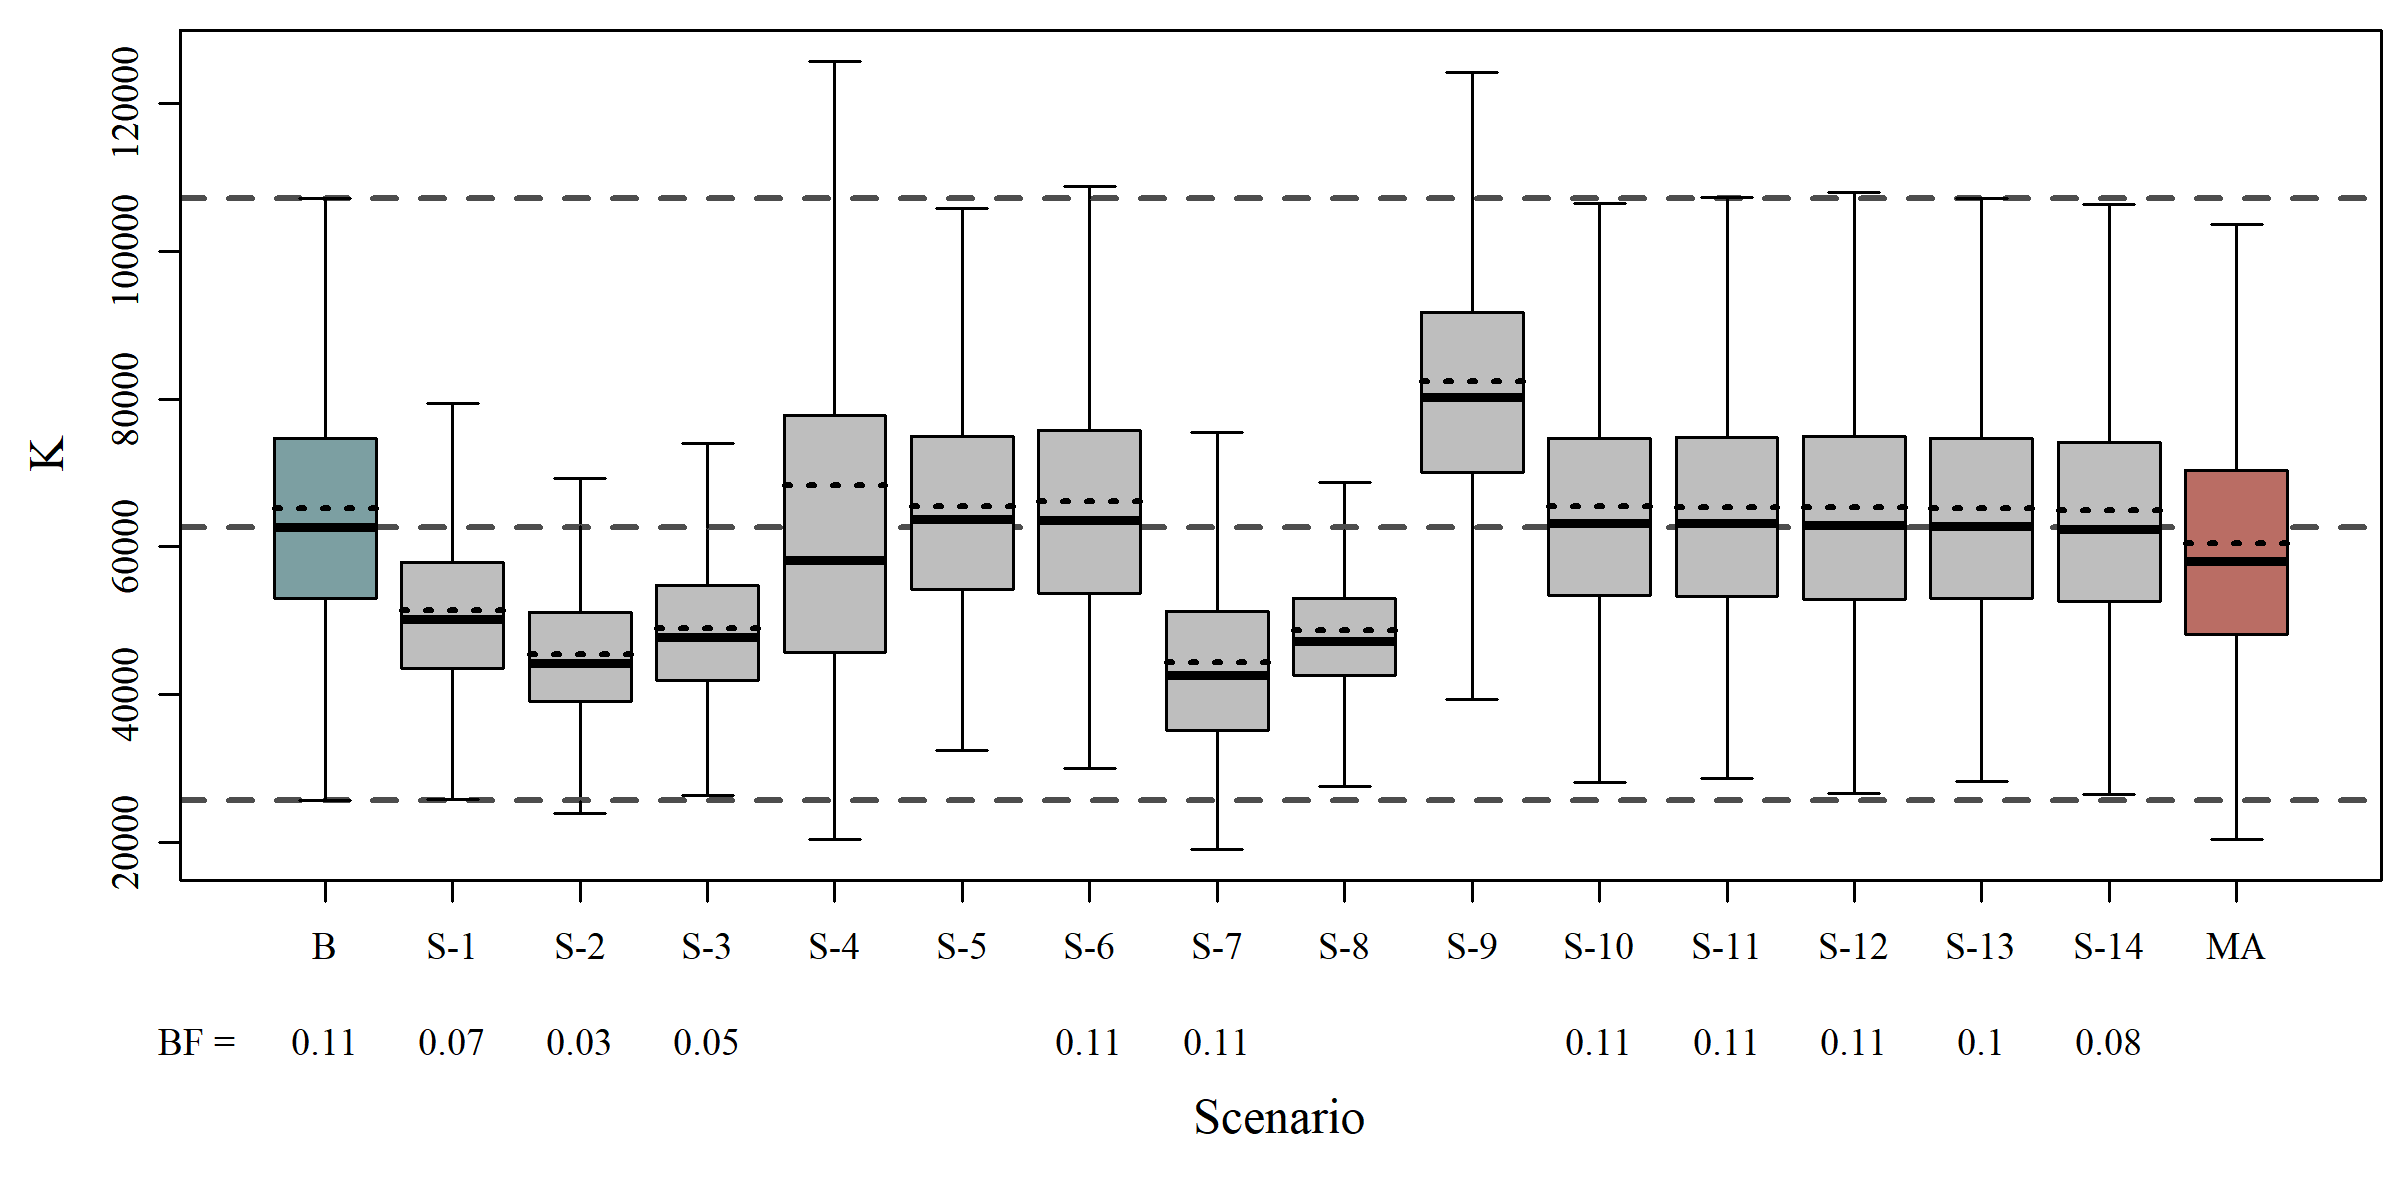 K
120000
100000
80000
60000
40000
20000
B S-1 S-2 S-3 S-4 S-5 S-6 S-7 S-8 S-9 S-10 S-11 S-12 S-13 S-14 MA
BF = 0.11 0.07 0.03 0.05 0.11 0.11 0.11 0.11 0.11 0.1 0.08
Scenario